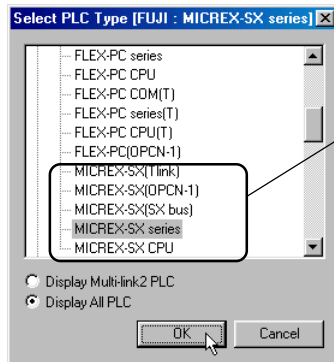 Select PLC Type [FUJI : MICREX-SX series]
FLEX-PC series
FLEX-PC CPU
FLEX-PC COM(T)
FLEX-PC series(T)
FLEX-PC CPU(T)
FLEX-PC(OPCN-1)
MICREX-SX(Tlink)
MICREX-SX(OPCN-1)
MICREX-SX(SX bus)
MICREX-SX series
MICREX-SX CPU
Display Multi-link2 PLC
Display All PLC
OK
Cancel